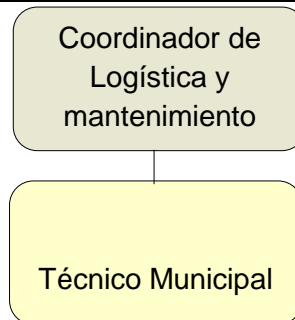 Coordinador de
Logística y
mantenimiento
Técnico Municipal